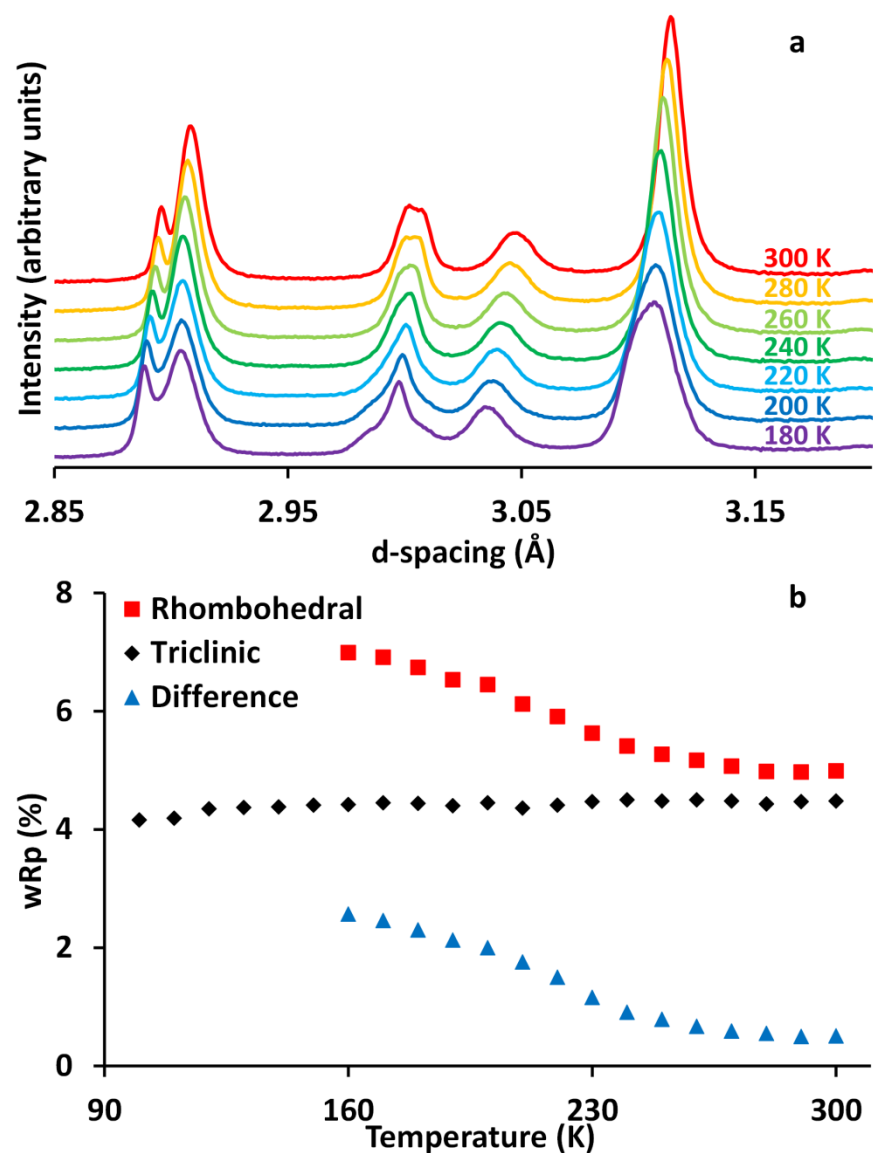 a
Intensity (arbitrary units)
300 K
280 K
260 K
240 K
220 K
200 K
180 K
2.85 2.95 3.05 3.15
d-spacing (Å)
b
8
Rhombohedral
Triclinic
Difference
6
4
2
0
wRp (%)
90 160 230 300
Temperature (K)